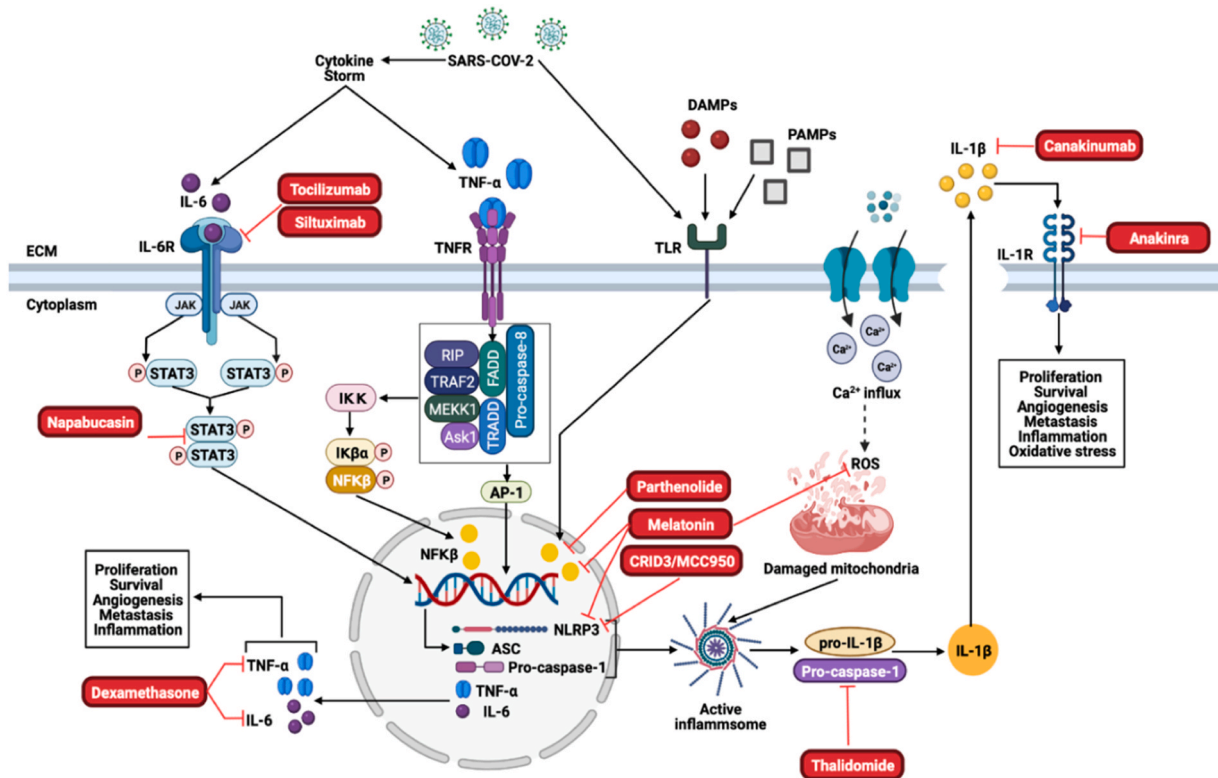 SARS-COV-2
Cytokine
Storm
DAMPs
PAMPs
IL-1β
Canakinumab
TNF-α
IL-6
Tocilizumab
Siltuximab
IL-6R
TNFR
TLR
IL-1R
Anakinra
ECM
Cytoplasm
JAK
JAK
P
STAT3
STAT3
P
Napabucasin
STAT3
P
P
STAT3
IKK
IKβα
P
NFKβ
P
RIP
TRAF2
MEKK1
Ask1
FADD
TRADD
Pro-caspase-8
AP-1
Ca²⁺
Ca²⁺
Ca²⁺
Ca²⁺ influx
ROS
Damaged mitochondria
Proliferation
Survival
Angiogenesis
Metastasis
Inflammation
Oxidative stress
Parthenolide
Melatonin
CRID3/MCC950
NFKβ
NLRP3
ASC
Pro-caspase-1
TNF-α
IL-6
Proliferation
Survival
Angiogenesis
Metastasis
Inflammation
TNF-α
Dexamethasone
IL-6
Active
inflammsome
pro-IL-1β
Pro-caspase-1
IL-1β
Thalidomide